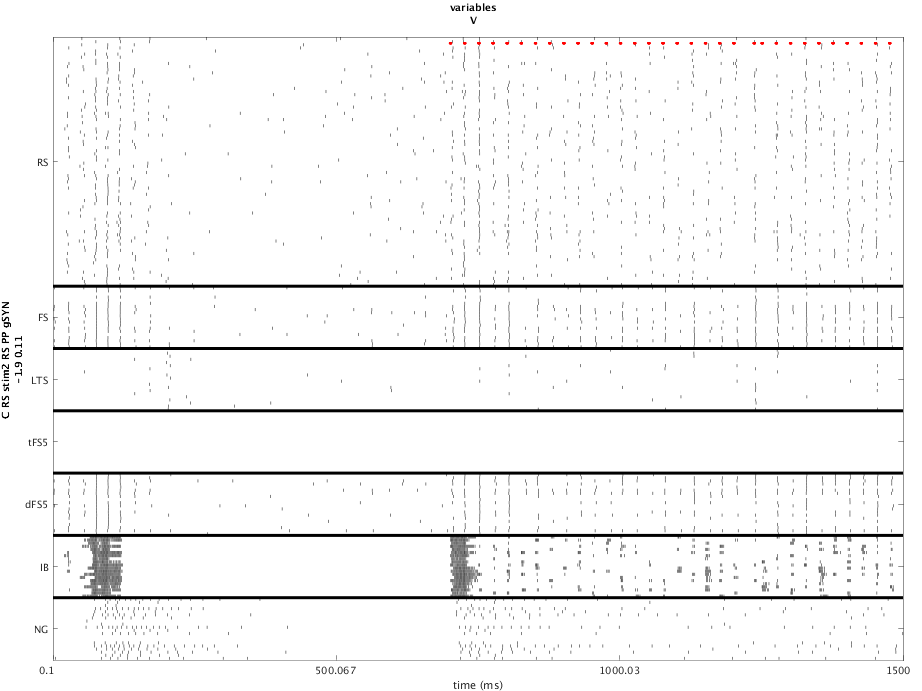 variables
V
C RS stim2 RS PP gSYN
-1.9 0.11
RS
FS
LTS
tFS5
dFS5
IB
NG
0.1
500.067
1000.03
1500
time (ms)